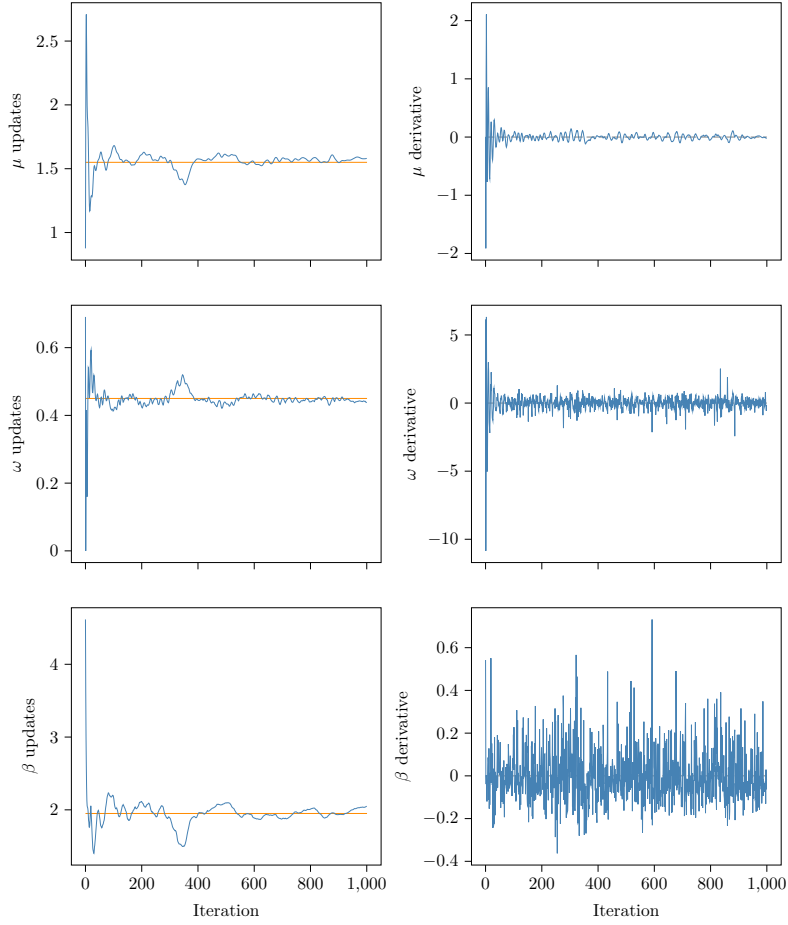 2.5
2
1.5
1
μ updates
2
1
0
−1
−2
μ derivative
0.6
0.4
0.2
0
ω updates
5
0
−5
−10
ω derivative
4
3
2
β updates
0 200 400 600 800 1,000
Iteration
0.6
0.4
0.2
0
−0.2
−0.4
β derivative
0 200 400 600 800 1,000
Iteration